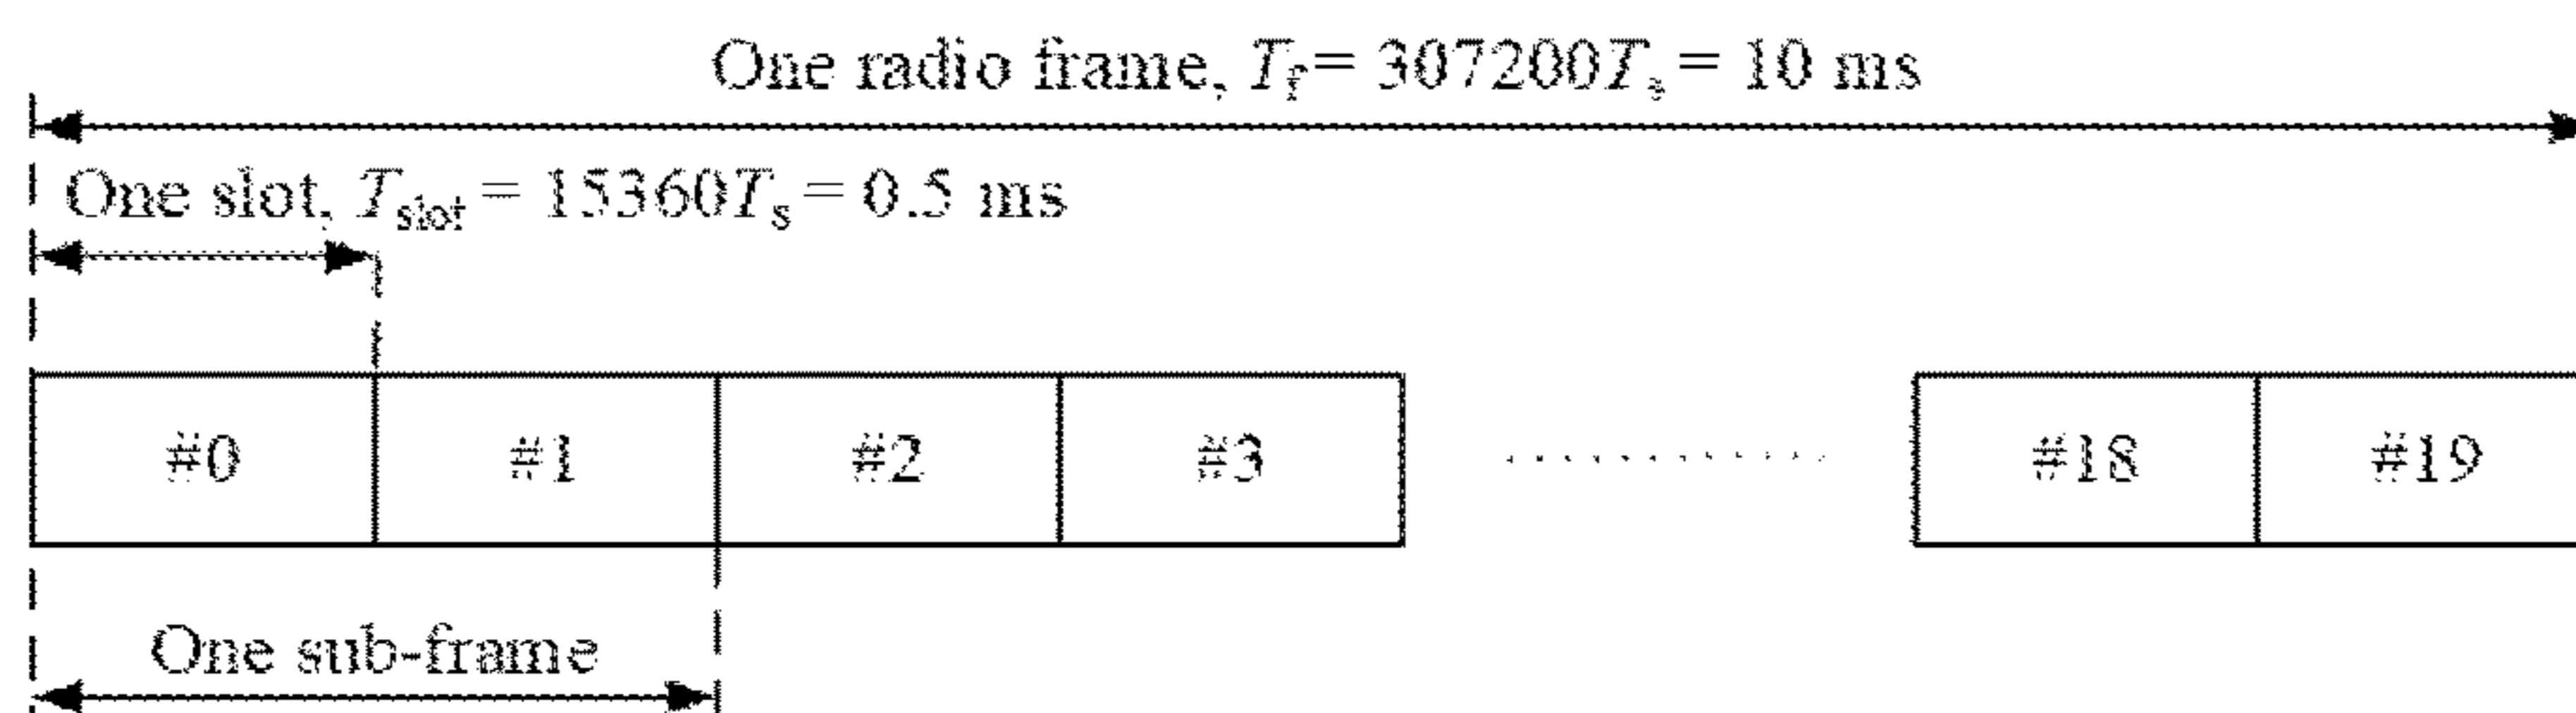 One radio frame, Tf = 307200Ts = 10 ms
One slot, Tslot = 15360Ts = 0.5 ms
#0 #1 #2 #3 #18 #19
One sub-frame